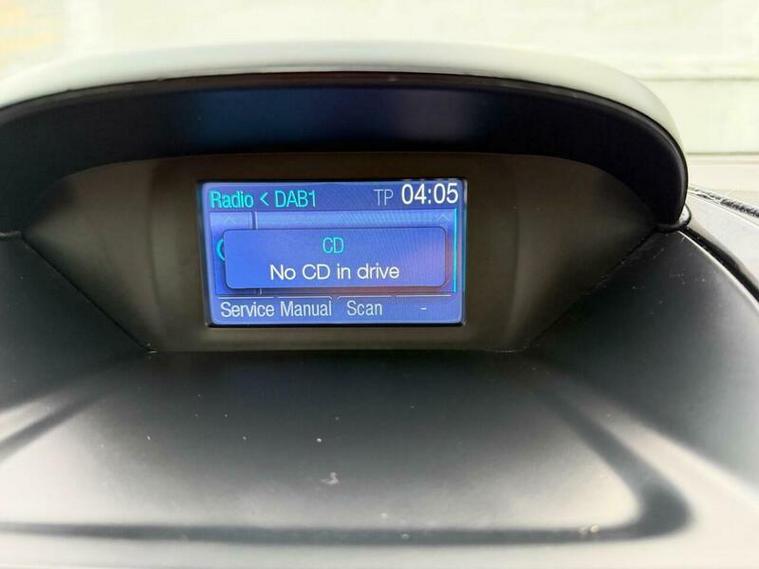 Radio < DAB1 TP 04:05
CD
No CD in drive
Service Manual Scan -